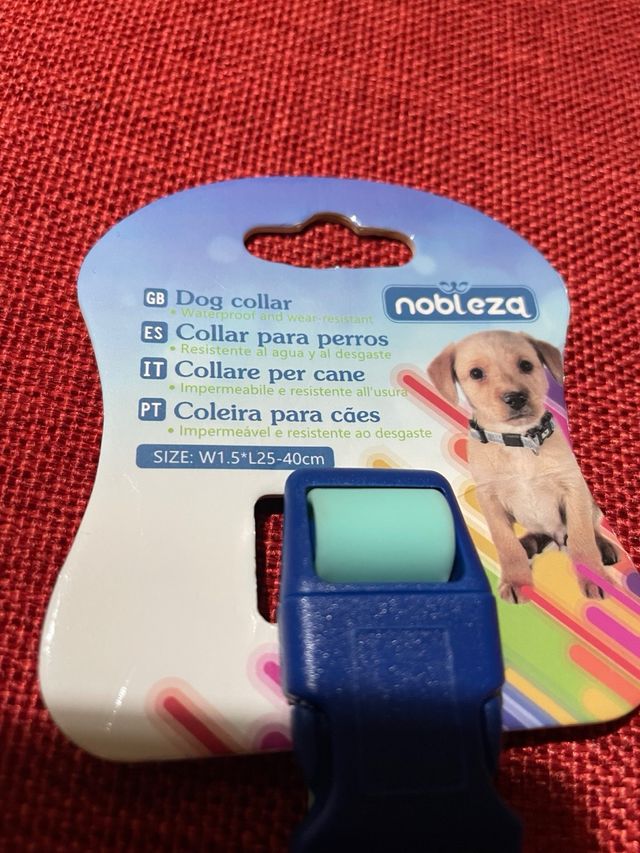 nobleza
GB Dog collar
• Waterproof and wear-resistant
ES Collar para perros
• Resistente al agua y al desgaste
IT Collare per cane
• Impermeabile e resistente all'usura
PT Coleira para cães
• Impermeável e resistente ao desgaste
SIZE: W1.5*L25-40cm